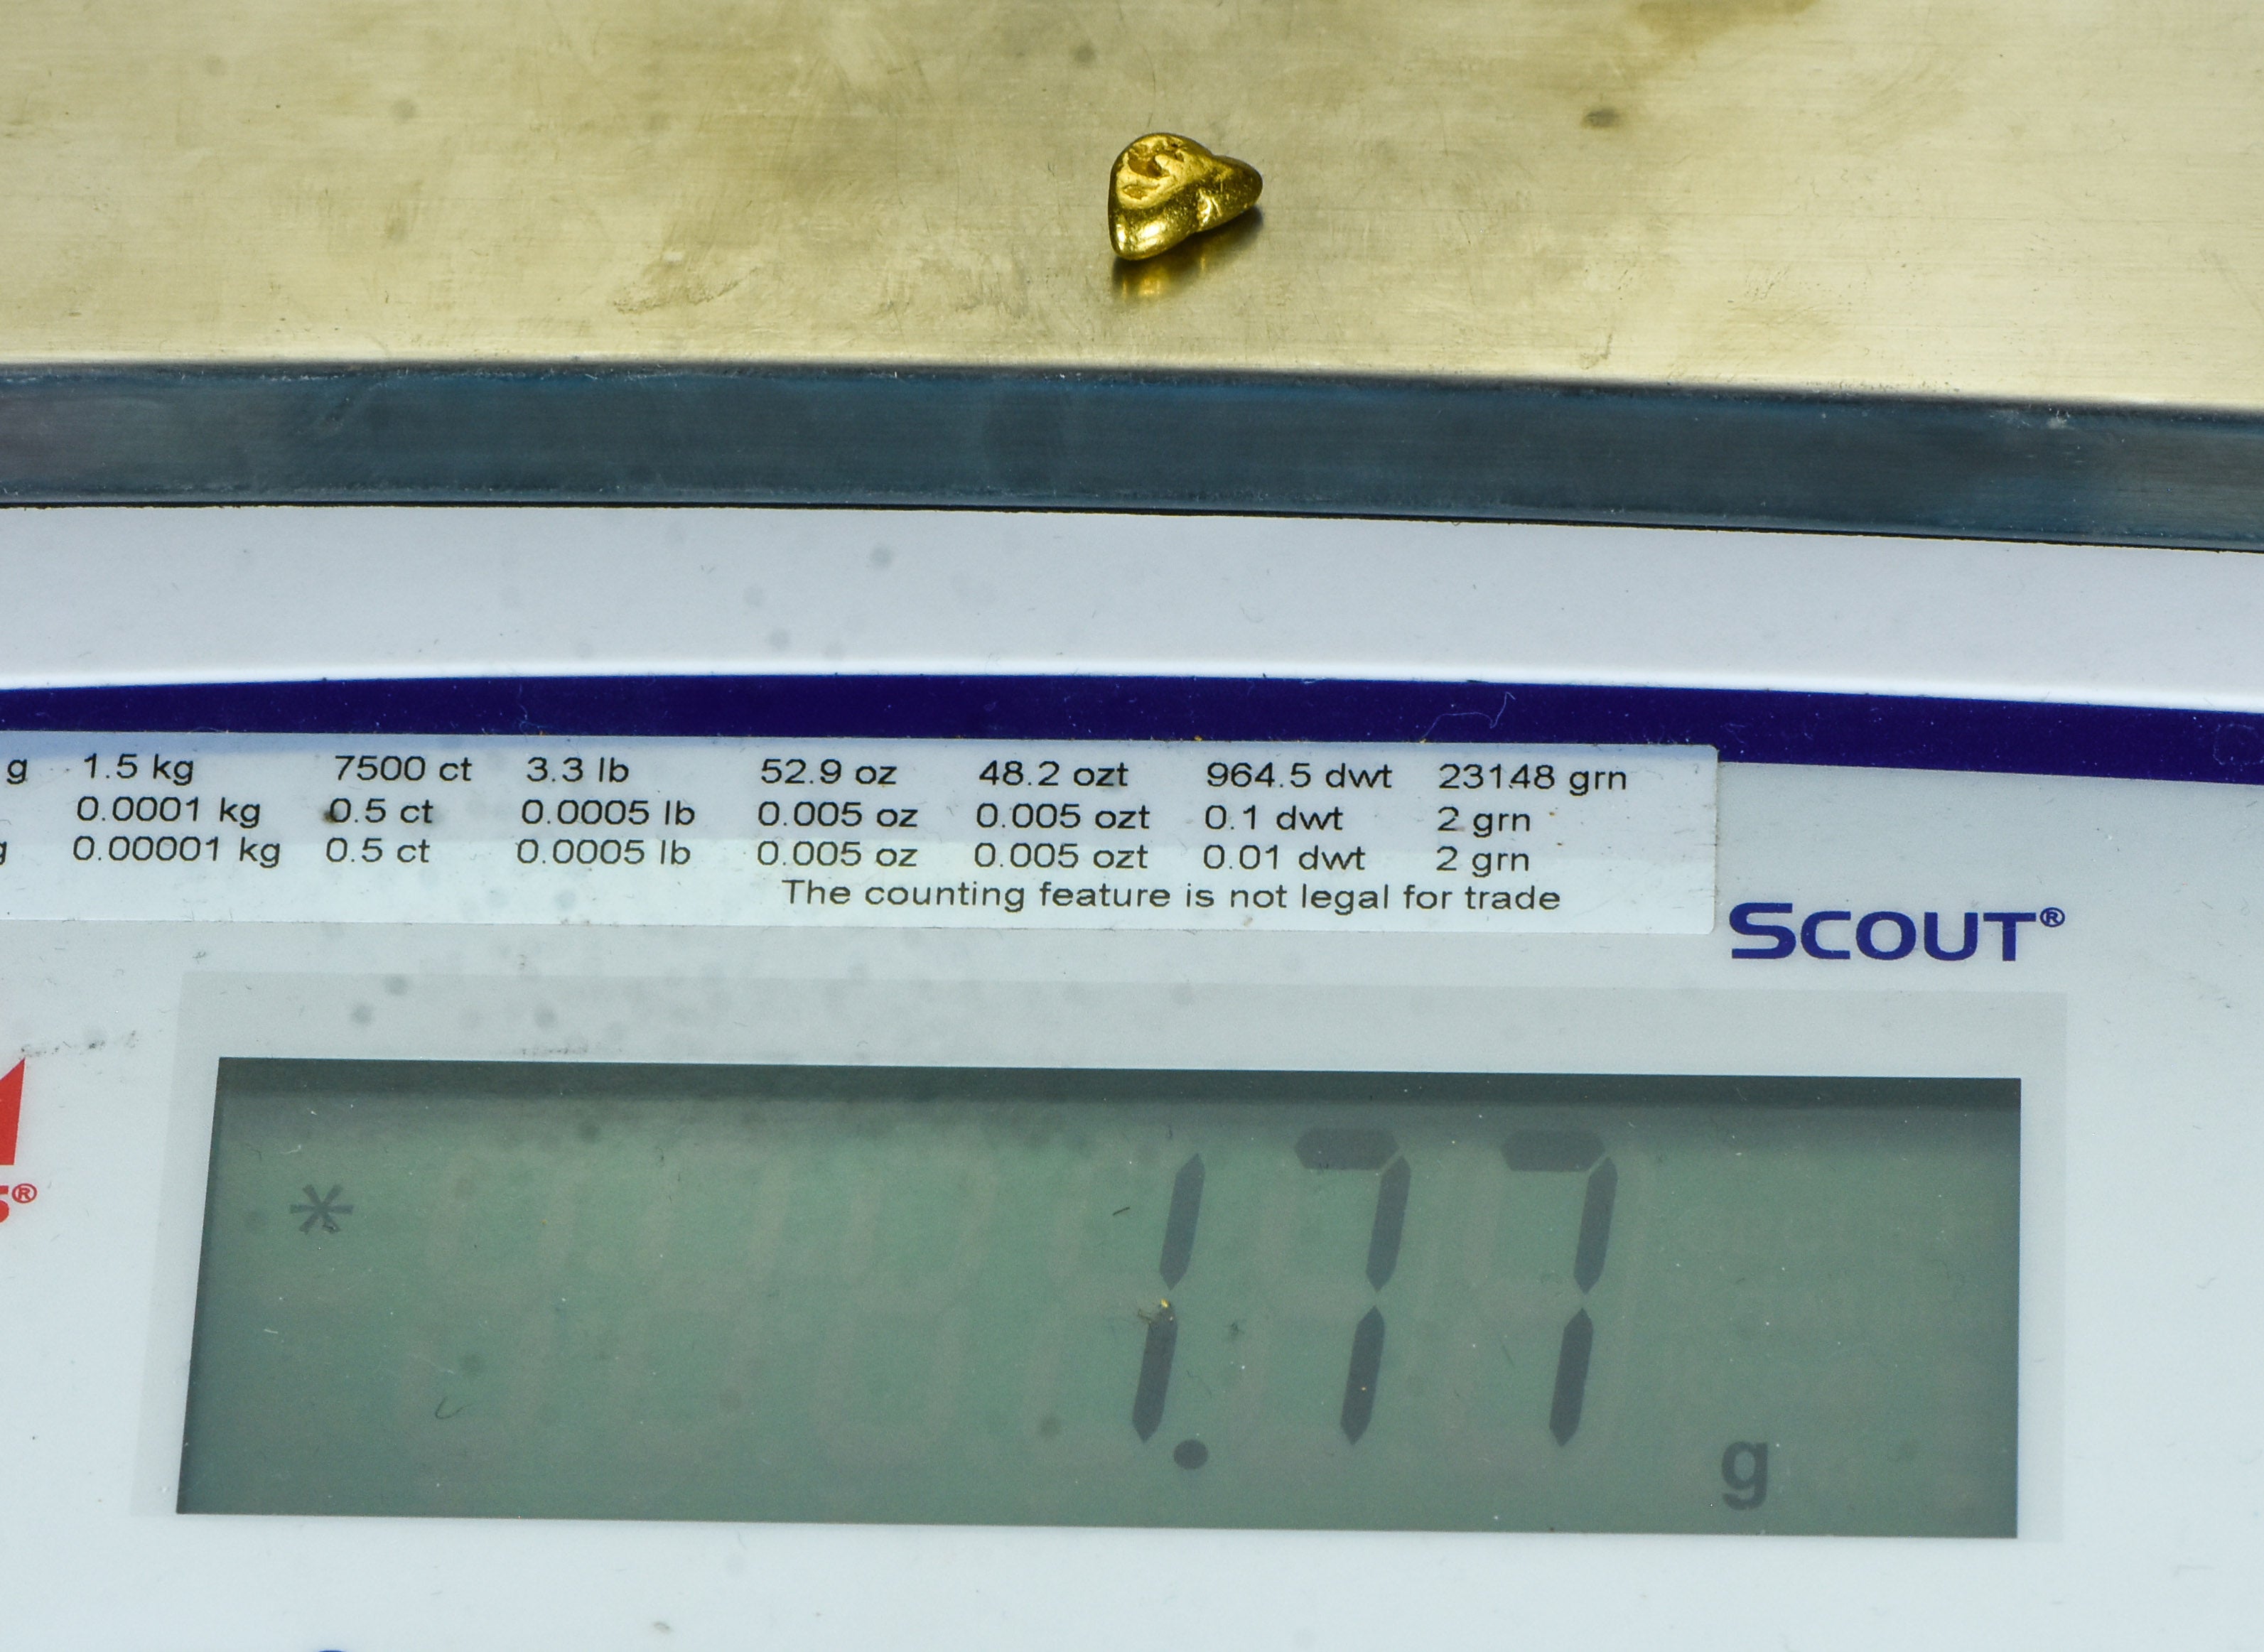 g 1.5 kg 7500 ct 3.3 lb 52.9 oz 48.2 ozt 964.5 dwt 23148 grn
0.0001 kg 0.5 ct 0.0005 lb 0.005 oz 0.005 ozt 0.1 dwt 2 grn
g 0.00001 kg 0.5 ct 0.0005 lb 0.005 oz 0.005 ozt 0.01 dwt 2 grn
The counting feature is not legal for trade
SCOUT®
* 1.77 g